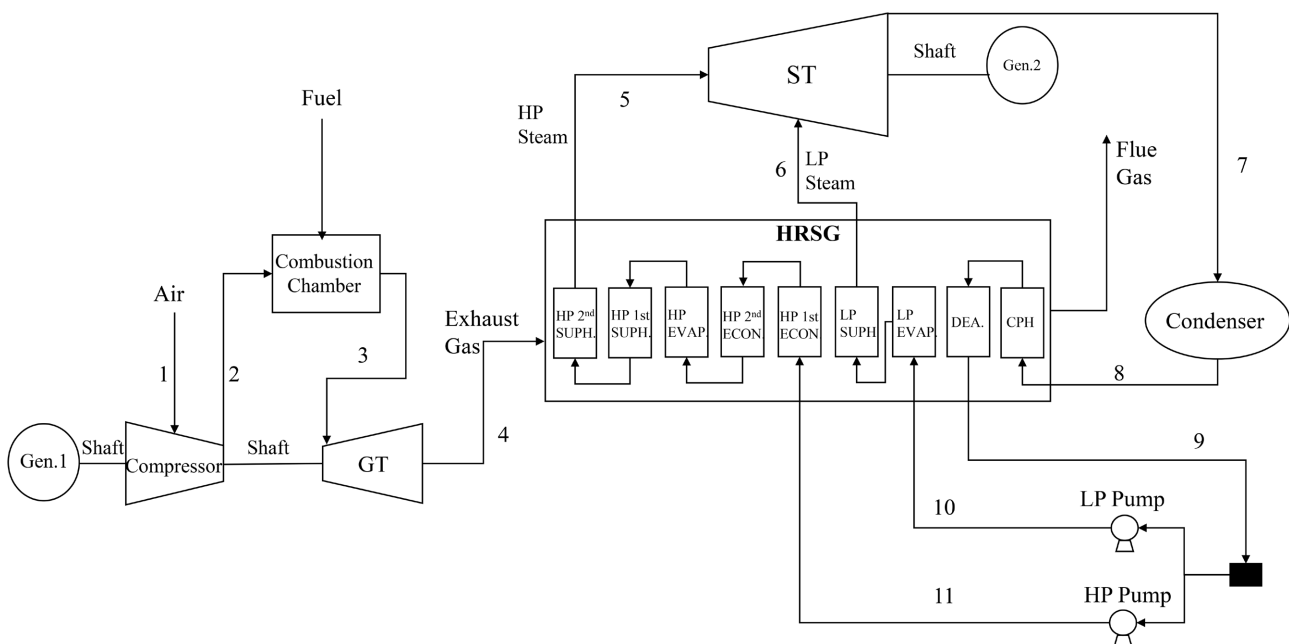 Fuel
Combustion
Chamber
Air
1
2
3
Gen.1
Shaft
Compressor
Shaft
GT
4
Exhaust
Gas
HP
Steam
5
ST
Shaft
Gen.2
6
LP
Steam
Flue
Gas
7
HRSG
HP 2nd
SUPH.
HP 1st
SUPH.
HP
EVAP.
HP 2nd
ECON.
HP 1st
ECON
LP
SUPH
LP
EVAP.
DEA.
CPH
Condenser
8
9
10
LP Pump
11
HP Pump